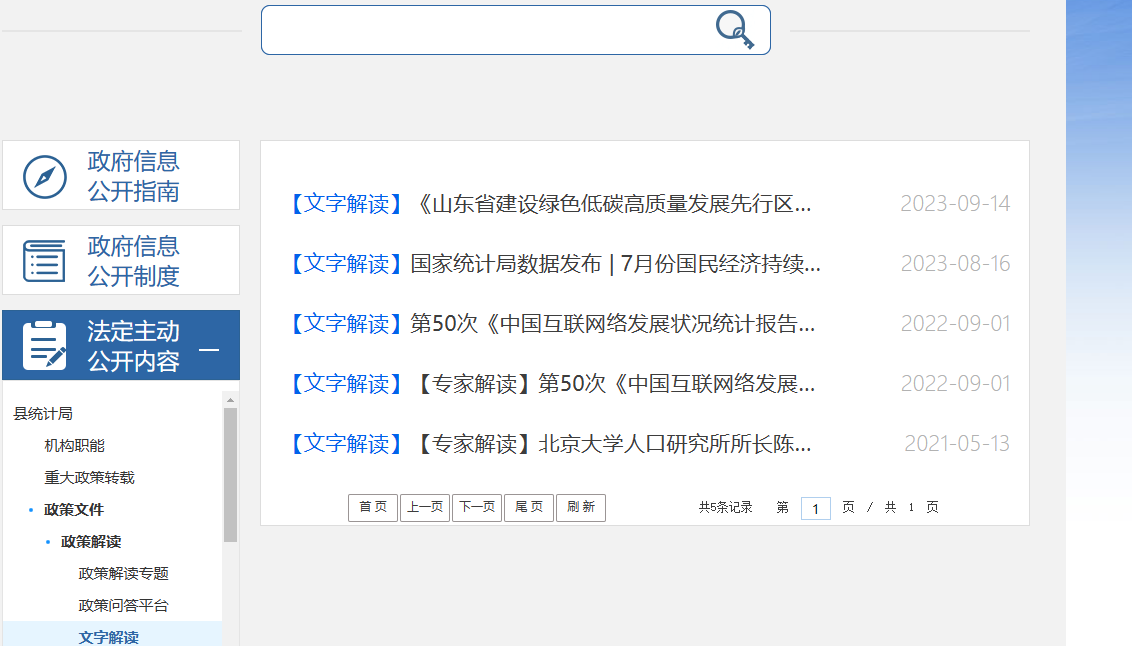 政府信息
公开指南
政府信息
公开制度
法定主动
公开内容
县统计局
机构职能
重大政策转载
政策文件
政策解读
政策解读专题
政策问答平台
文字解读
【文字解读】《山东省建设绿色低碳高质量发展先行区... 2023-09-14
【文字解读】国家统计局数据发布 | 7月份国民经济持续... 2023-08-16
【文字解读】第50次《中国互联网络发展状况统计报告... 2022-09-01
【文字解读】【专家解读】第50次《中国互联网络发展... 2022-09-01
【文字解读】【专家解读】北京大学人口研究所所长陈... 2021-05-13
首页 上一页 下一页 尾页 刷新 共5条记录 第 1 页 / 共 1 页